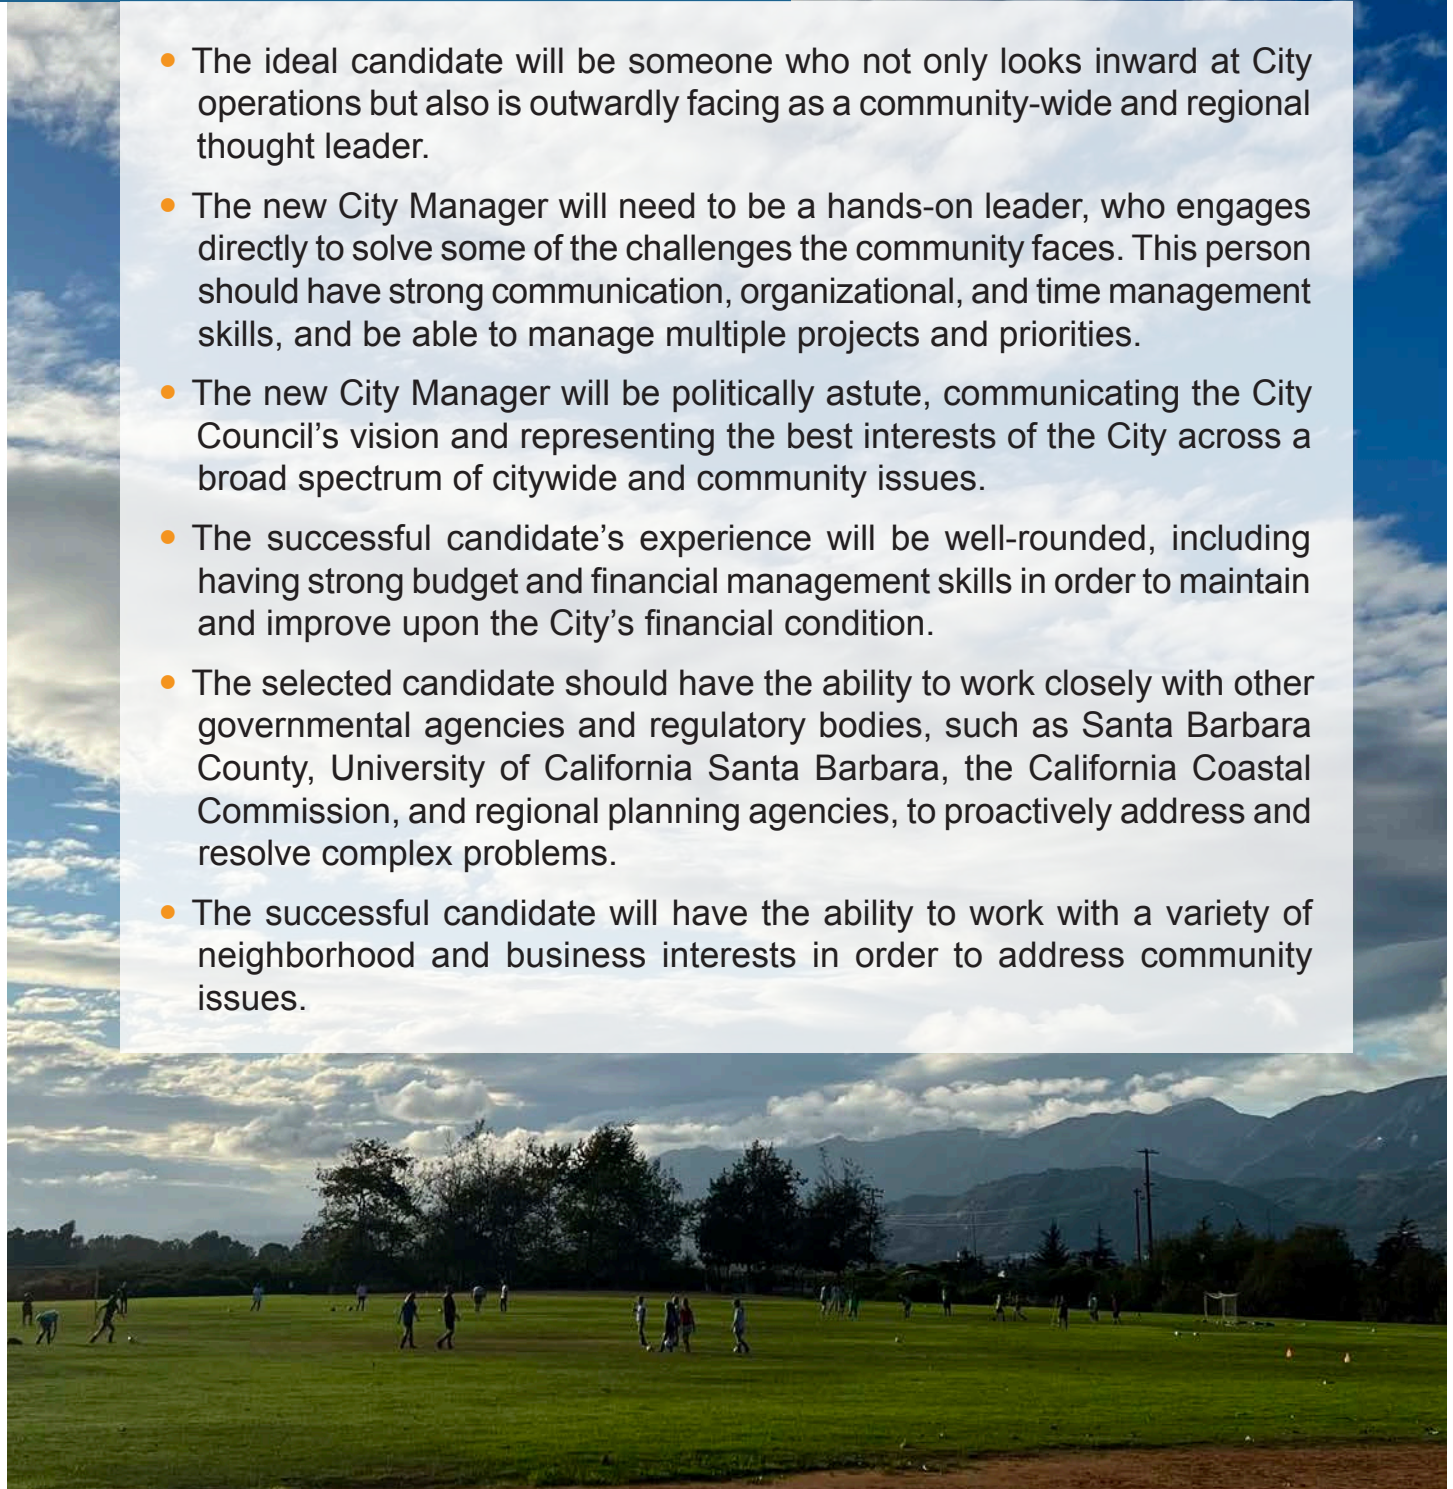 • The ideal candidate will be someone who not only looks inward at City
operations but also is outwardly facing as a community-wide and regional
thought leader.
• The new City Manager will need to be a hands-on leader, who engages
directly to solve some of the challenges the community faces. This person
should have strong communication, organizational, and time management
skills, and be able to manage multiple projects and priorities.
• The new City Manager will be politically astute, communicating the City
Council’s vision and representing the best interests of the City across a
broad spectrum of citywide and community issues.
• The successful candidate’s experience will be well-rounded, including
having strong budget and financial management skills in order to maintain
and improve upon the City’s financial condition.
• The selected candidate should have the ability to work closely with other
governmental agencies and regulatory bodies, such as Santa Barbara
County, University of California Santa Barbara, the California Coastal
Commission, and regional planning agencies, to proactively address and
resolve complex problems.
• The successful candidate will have the ability to work with a variety of
neighborhood and business interests in order to address community
issues.